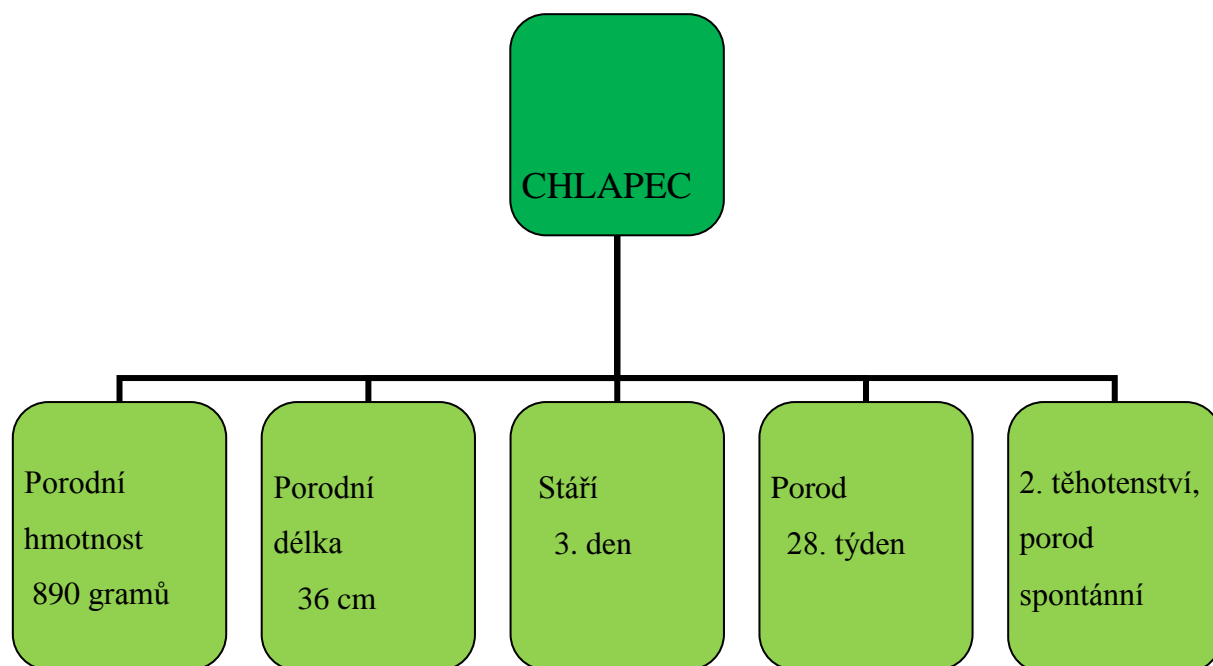 CHLAPEC
Porodní
hmotnost
890 gramů
Porodní
délka
36 cm
Stáří
3. den
Porod
28. týden
2. těhotenství,
porod
spontánní